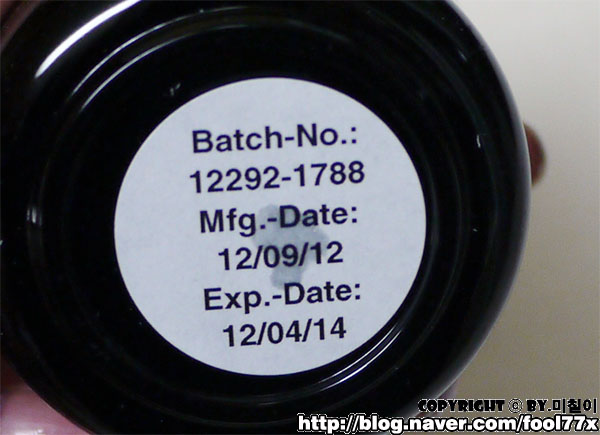 Batch-No.:
12292-1788
Mfg.-Date:
12/09/12
Exp.-Date:
12/04/14
COPYRIGHT ⓒ BY.미칠이
http://blog.naver.com/fool77x